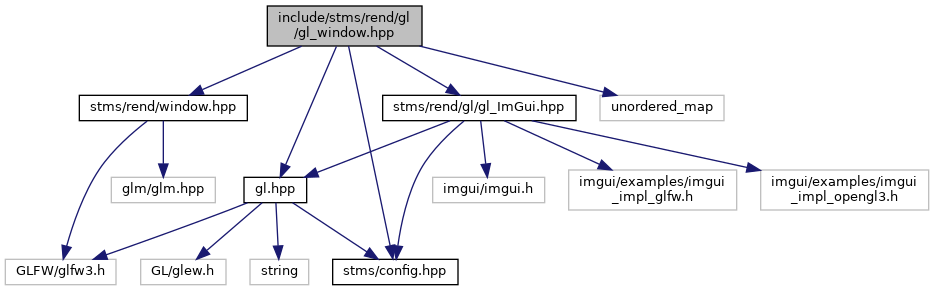 include/stms/rend/gl
/gl_window.hpp
stms/rend/window.hpp
stms/rend/gl/gl_ImGui.hpp
unordered_map
glm/glm.hpp
gl.hpp
imgui/imgui.h
imgui/examples/imgui
_impl_glfw.h
imgui/examples/imgui
_impl_opengl3.h
GLFW/glfw3.h
GL/glew.h
string
stms/config.hpp